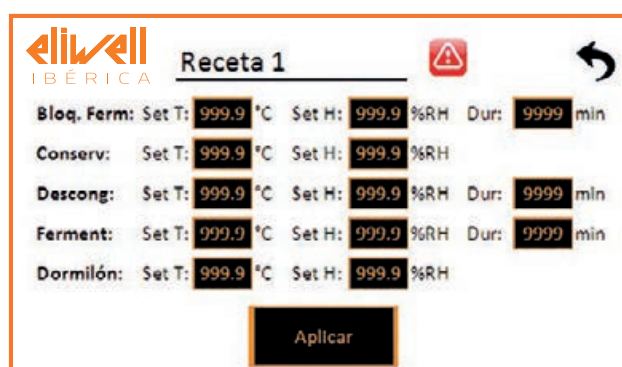 eliwell
IBÉRICA
Receta 1
Bloq. Ferm: Set T: 999.9 °C Set H: 999.9 %RH Dur: 9999 min
Conserv: Set T: 999.9 °C Set H: 999.9 %RH
Descong: Set T: 999.9 °C Set H: 999.9 %RH Dur: 9999 min
Ferment: Set T: 999.9 °C Set H: 999.9 %RH Dur: 9999 min
Dormilón: Set T: 999.9 °C Set H: 999.9 %RH
Aplicar